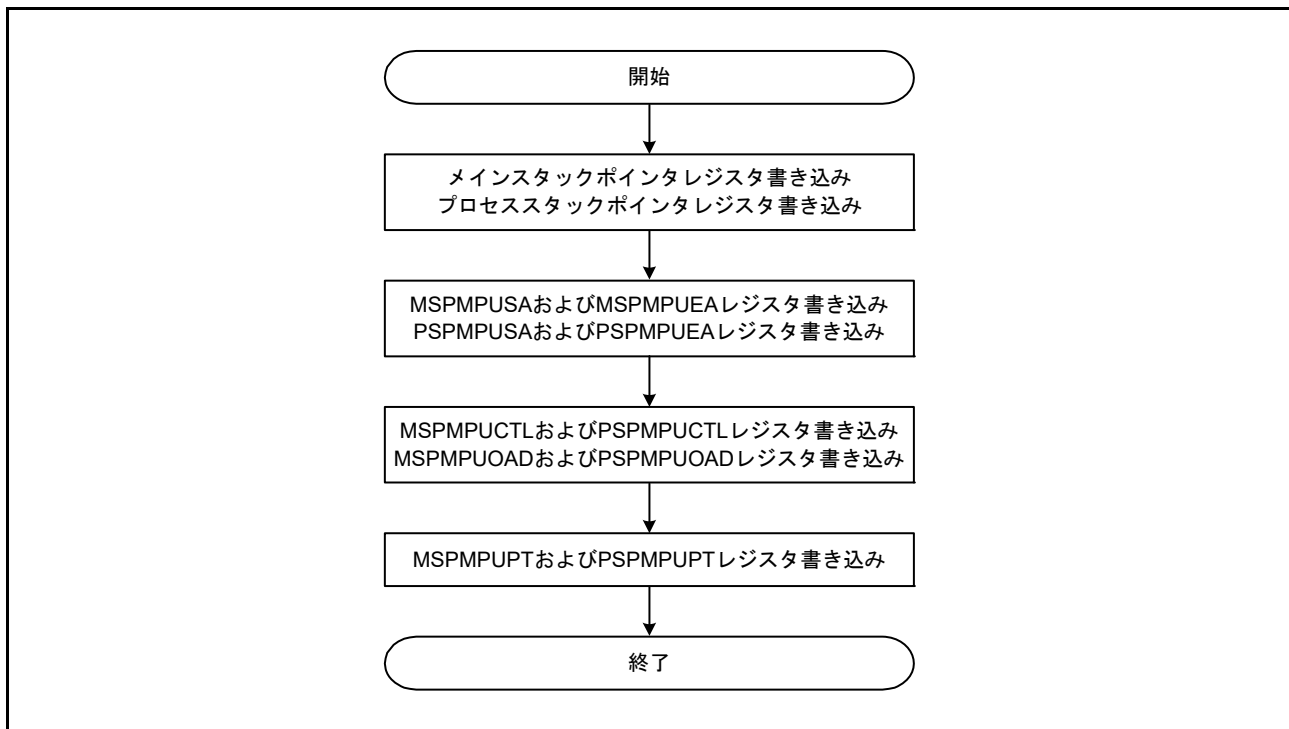 開始
メインスタックポインタレジスタ書き込み
プロセススタックポインタレジスタ書き込み
MSPMPUSAおよびMSPMPUEAレジスタ書き込み
PSPMPUSAおよびPSPMPUEAレジスタ書き込み
MSPMPUCTLおよびPSPMPUCTLレジスタ書き込み
MSPMPUOADおよびPSPMPUOADレジスタ書き込み
MSPMPUPTおよびPSPMPUPTレジスタ書き込み
終了